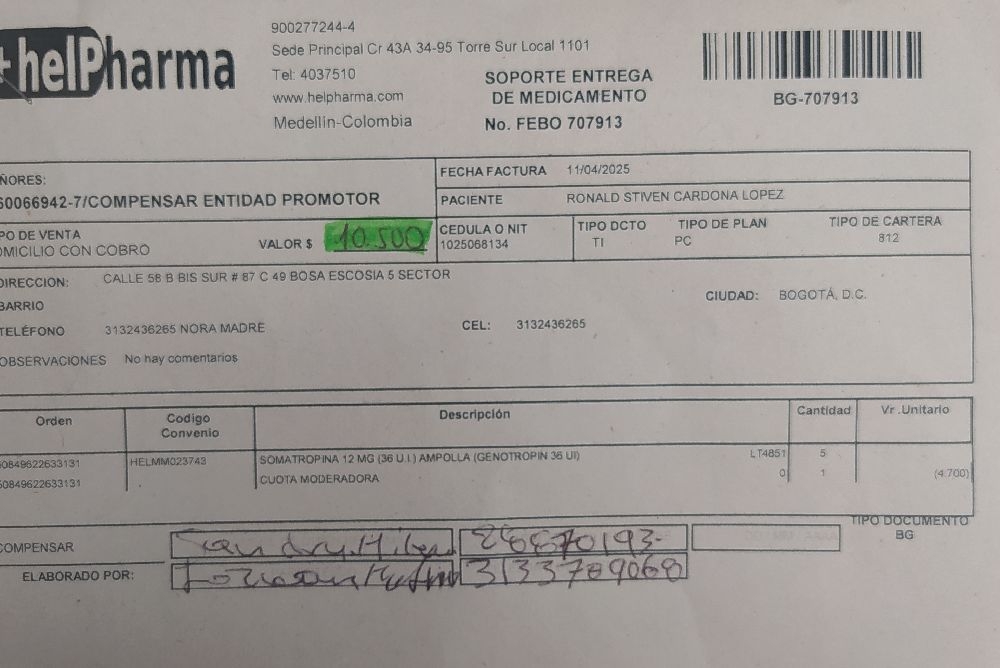 helPharma
900277244-4
Sede Principal Cr 43A 34-95 Torre Sur Local 1101
Tel: 4037510
www.helpharma.com
Medellín-Colombia
SOPORTE ENTREGA
DE MEDICAMENTO
No. FEBO 707913
BG-707913
ÑORES:
60066942-7/COMPENSAR ENTIDAD PROMOTOR
FECHA FACTURA 11/04/2025
PACIENTE RONALD STIVEN CARDONA LOPEZ
PO DE VENTA
OMICILIO CON COBRO
VALOR $ 10.500
CEDULA O NIT
1025068134
TIPO DCTO
TI
TIPO DE PLAN
PC
TIPO DE CARTERA
812
DIRECCION: CALLE 58 B BIS SUR # 87 C 49 BOSA ESCOSIA 5 SECTOR
BARRIO
CIUDAD: BOGOTÁ, D.C.
TELÉFONO 3132436265 NORA MADRE
CEL: 3132436265
OBSERVACIONES No hay comentarios
Orden Codigo Convenio Descripción Cantidad Vr .Unitario
60849622633131 HELMM023743 SOMATROPINA 12 MG (36 U.I.) AMPOLLA (GENOTROPIN 36 UI) LT4851 5
60849622633131 CUOTA MODERADORA 0 1 (4.700)
COMPENSAR
TIPO DOCUMENTO
BG
ELABORADO POR: 3133789068